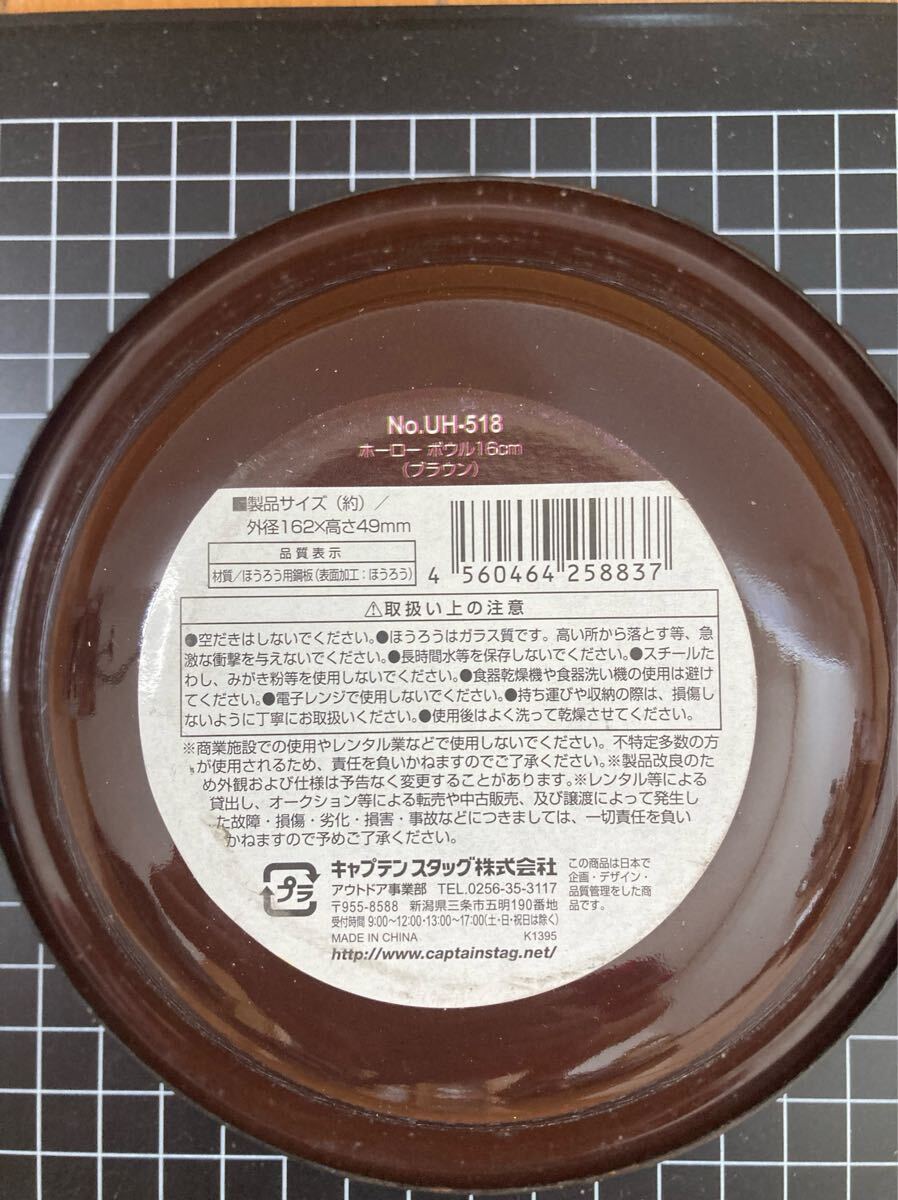 No.UH-518
ホーロー ボウル16cm
（ブラウン）
■製品サイズ（約）／
外径162×高さ49mm
品質表示
材質／ほうろう用鋼板（表面加工：ほうろう）
4 560464 258837
⚠取扱い上の注意
●空だきはしないでください。●ほうろうはガラス質です。高い所から落とす等、急
激な衝撃を与えないでください。●長時間水等を保存しないでください。●スチールた
わし、みがき粉等を使用しないでください。●食器乾燥機や食器洗い機の使用は避け
てください。●電子レンジで使用しないでください。●持ち運びや収納の際は、損傷し
ないように丁寧にお取扱いください。●使用後はよく洗って乾燥させてください。
※商業施設での使用やレンタル業などで使用しないでください。不特定多数の方
が使用されるため、責任を負いかねますのでご了承ください。※製品改良のた
め外観および仕様は予告なく変更することがあります。※レンタル等による
貸出し、オークション等による転売や中古販売、及び譲渡によって発生し
た故障・損傷・劣化・損害・事故などにつきましては、一切責任を負い
かねますので予めご了承ください。
プラ
キャプテンスタッグ株式会社
アウトドア事業部 TEL.0256-35-3117
〒955-8588 新潟県三条市五明190番地
受付時間 9:00～12:00・13:00～17:00（土・日・祝日は除く）
MADE IN CHINA K1395
http://www.captainstag.net/
この商品は日本で
企画・デザイン・
品質管理をした商
品です。